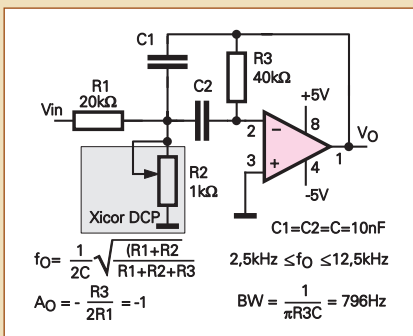 C1
R3
40kΩ
R1
20kΩ
C2
+5V
Vin
2
8
VO
1
3
4
R2
1kΩ
-5V
Xicor DCP
C1=C2=C=10nF
fO= 1/2C √(R1+R2/R1+R2+R3
2,5kHz ≤fO ≤12,5kHz
AO= - R3/2R1 = -1
BW= 1/πR3C = 796Hz